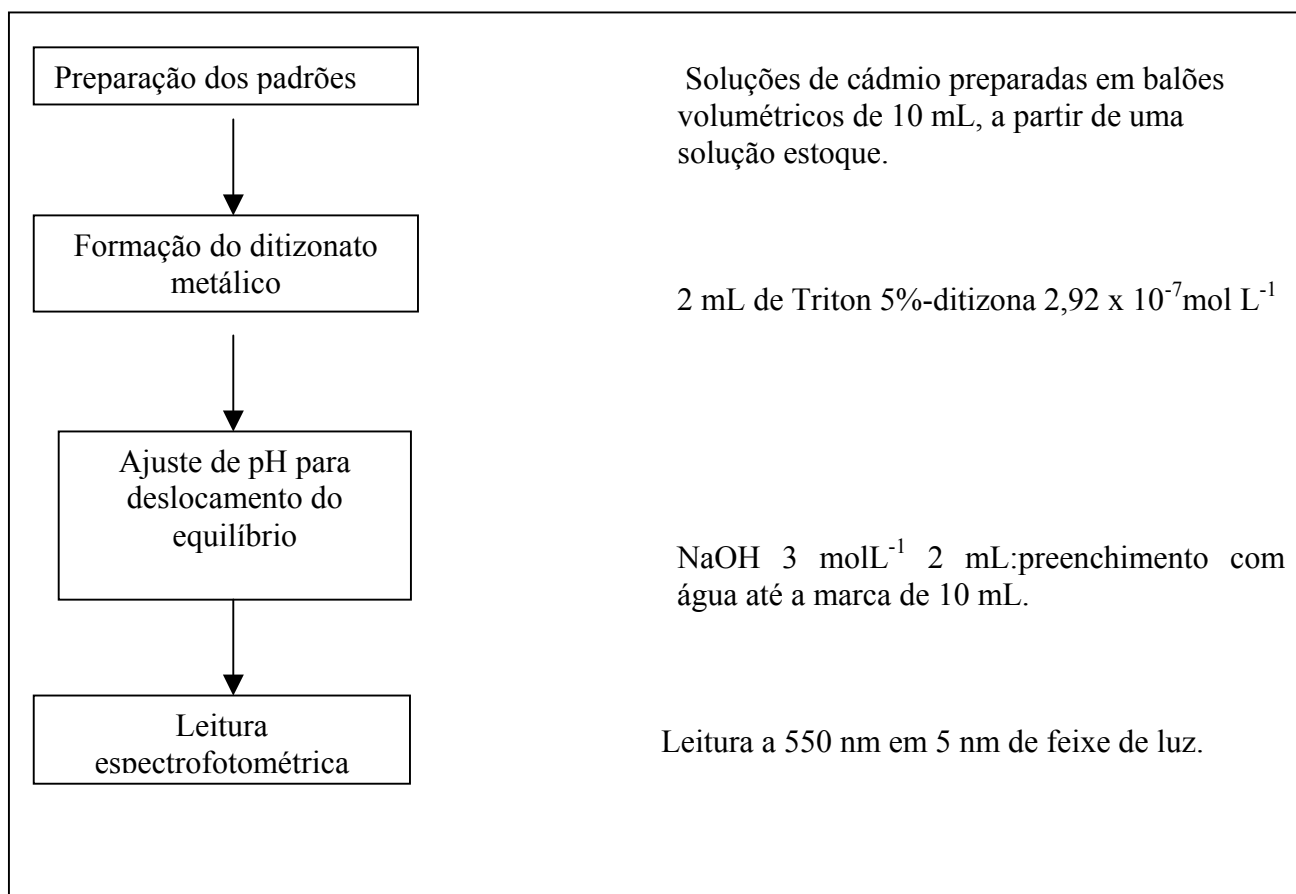 Preparação dos padrões
Soluções de cádmio preparadas em balões
volumétricos de 10 mL, a partir de uma
solução estoque.
Formação do ditizonato
metálico
2 mL de Triton 5%-ditizona 2,92 x 10⁻⁷mol L⁻¹
Ajuste de pH para
deslocamento do
equilíbrio
NaOH 3 molL⁻¹ 2 mL:preenchimento com
água até a marca de 10 mL.
Leitura
espectrofotométrica
Leitura a 550 nm em 5 nm de feixe de luz.